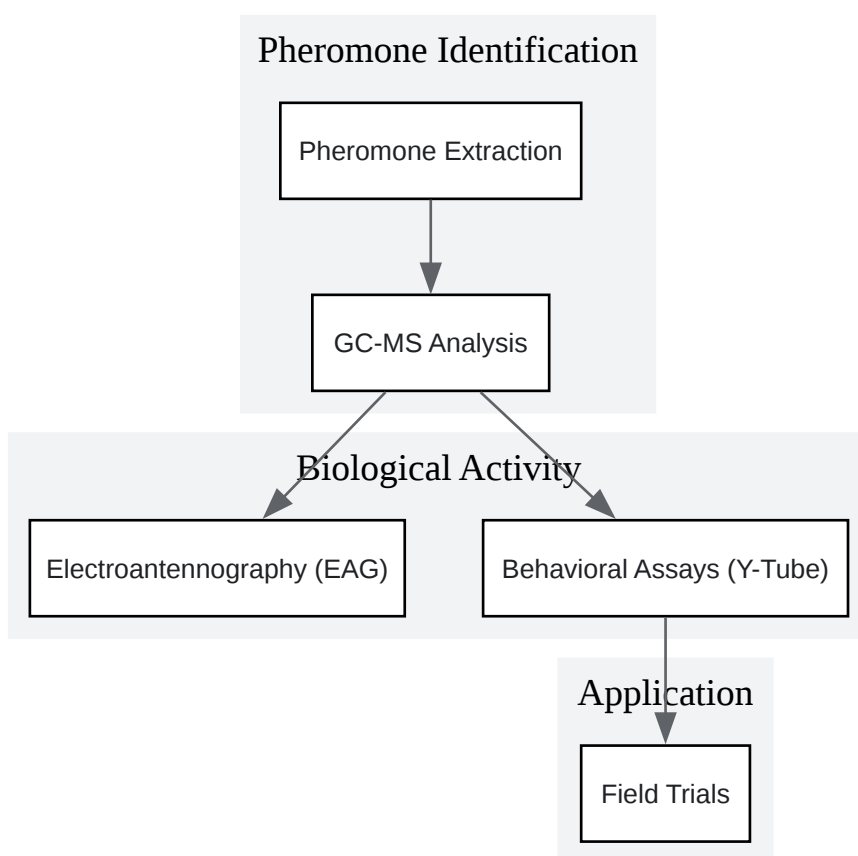 Pheromone Identification
Pheromone Extraction
GC-MS Analysis
Biological Activity
Electroantennography (EAG)
Behavioral Assays (Y-Tube)
Application
Field Trials